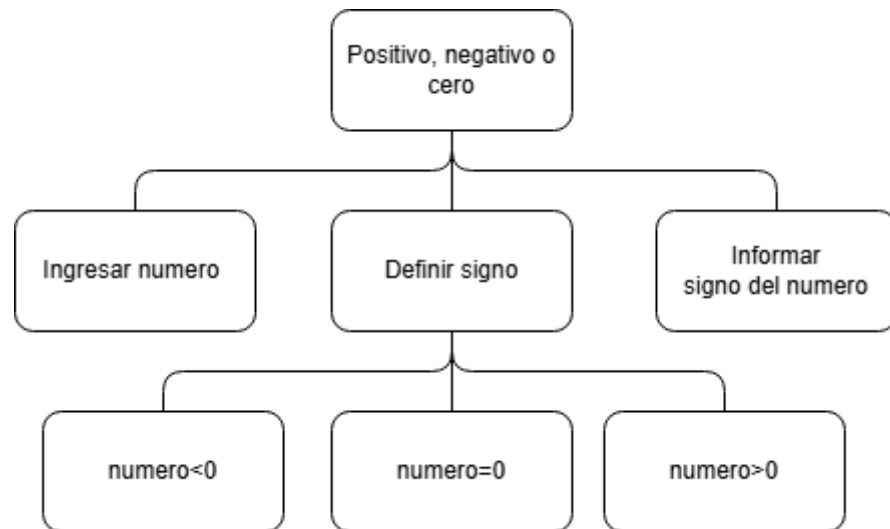 Positivo, negativo o
cero
Ingresar numero
Definir signo
Informar
signo del numero
numero<0
numero=0
numero>0